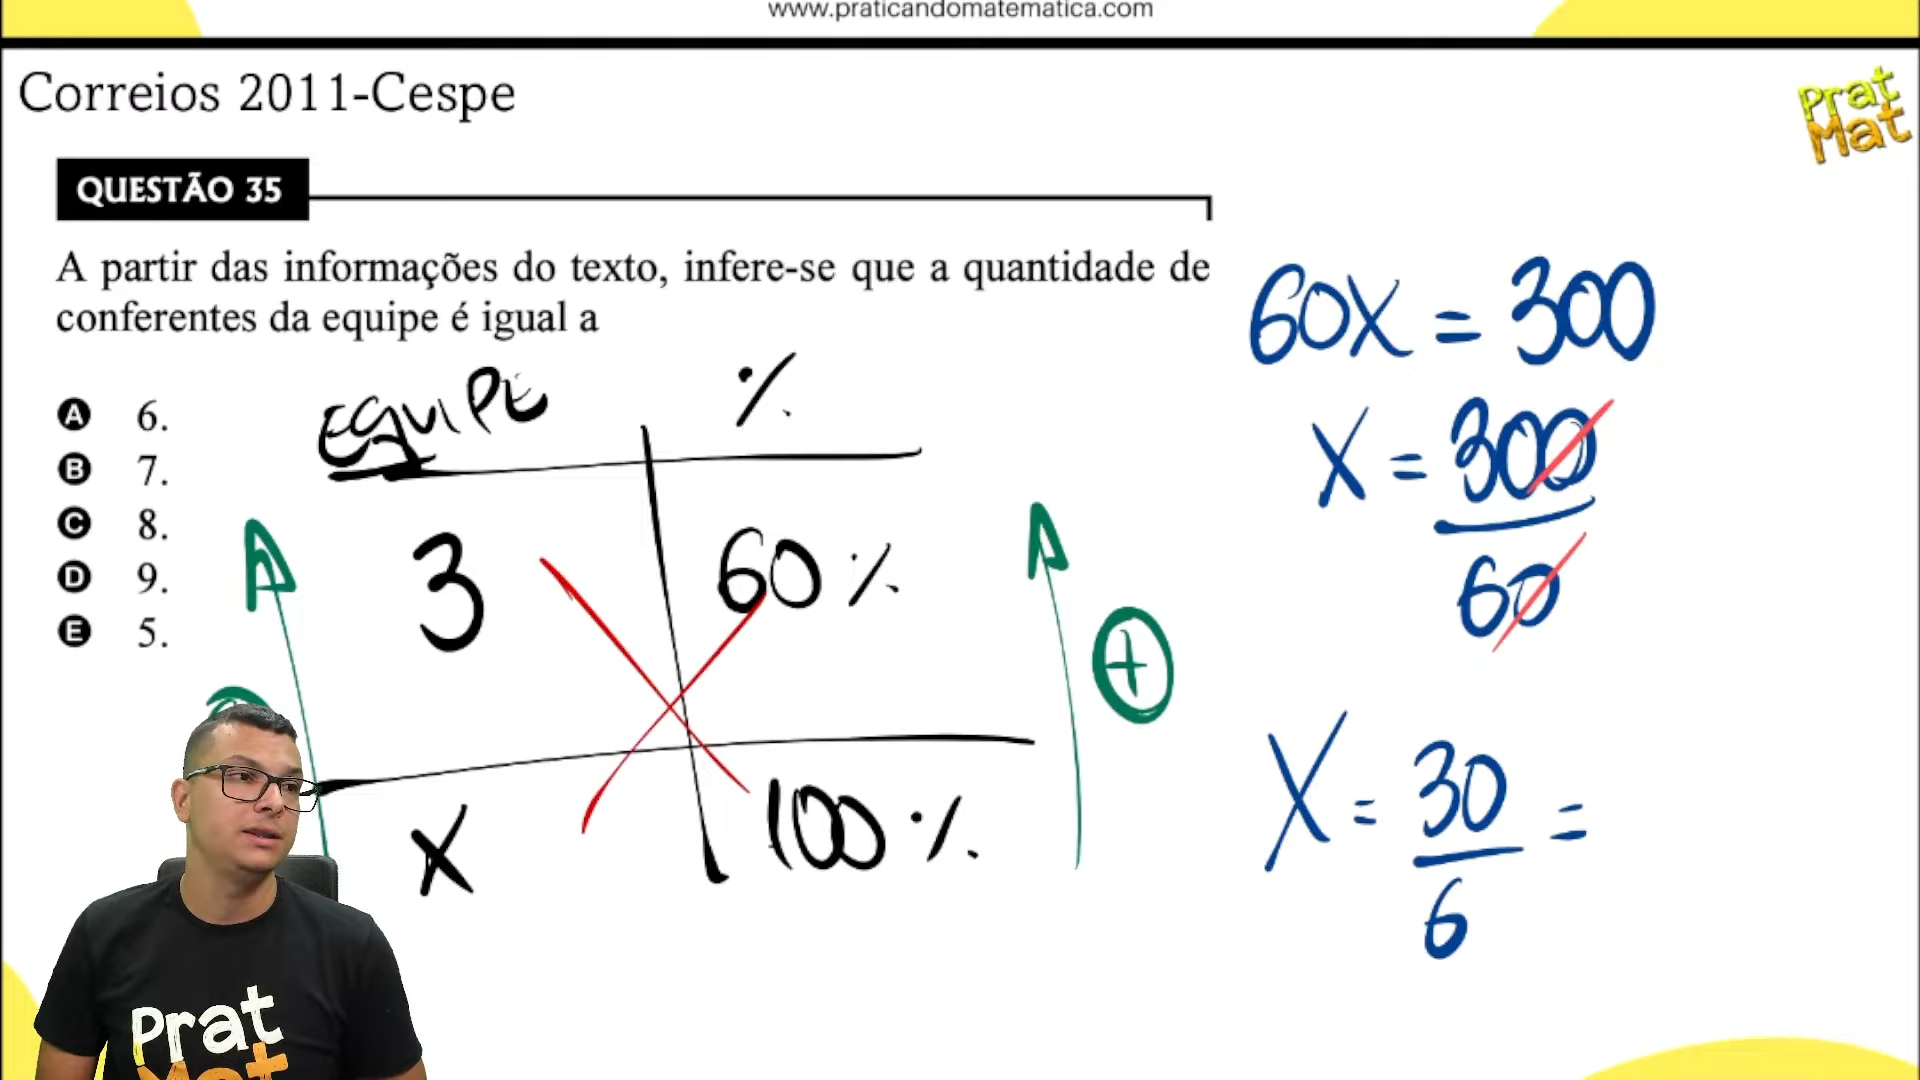 www.praticandomatematica.com
Correios 2011-Cespe
Prat
Mat
QUESTÃO 35
A partir das informações do texto, infere-se que a quantidade de
conferentes da equipe é igual a
A 6.
B 7.
C 8.
D 9.
E 5.
EQUIPE %
3 60%
x 100%
+
60x = 300
x = 300
60
X = 30 =
6
Prat
Mat